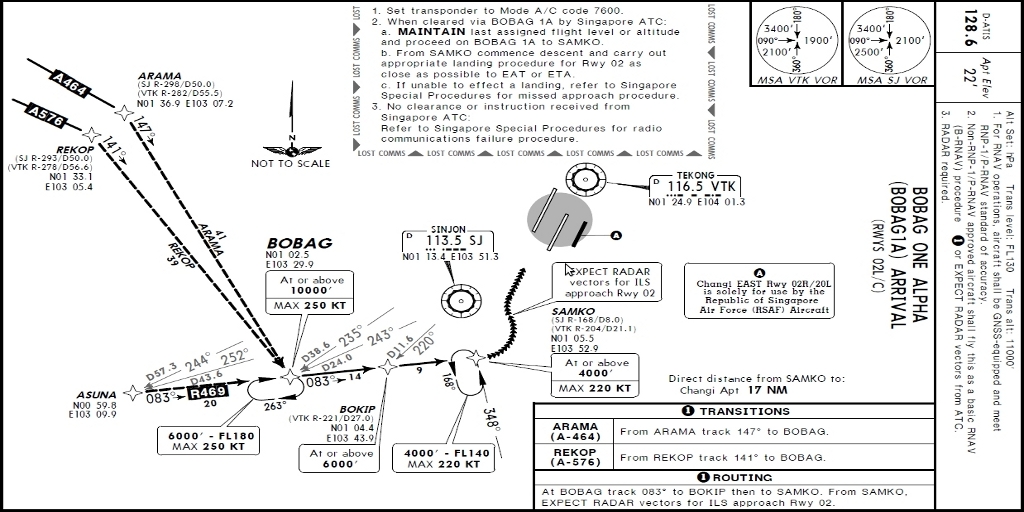 LOST COMMS
1. Set transponder to Mode A/C code 7600.
2. When cleared via BOBAG 1A by Singapore ATC:
a. MAINTAIN last assigned flight level or altitude
and proceed on BOBAG 1A to SAMKO.
b. From SAMKO commence descent and carry out
appropriate landing procedure for Rwy 02 as
close as possible to EAT or ETA.
c. If unable to effect a landing, refer to Singapore
Special Procedures for missed approach procedure.
3. No clearance or instruction received from
Singapore ATC:
Refer to Singapore Special Procedures for radio
communications failure procedure.
LOST COMMS LOST COMMS LOST COMMS LOST COMMS LOST COMMS
LOST COMMS
LOST COMMS
LOST COMMS
LOST COMMS
180°
3400'
090°
1900'
2100'
360°
MSA VTK VOR
180°
3400'
090°
2100'
2500'
360°
MSA SJ VOR
D-ATIS
128.6
Apt Elev
22'
Alt Set: hPa Trans level: FL130 Trans alt: 11000'
1. For RNAV operations, aircraft shall be GNSS-equipped and meet
RNP-1/P-RNAV standard of accuracy.
2. Non-RNP-1/P-RNAV approved aircraft shall fly this as a basic RNAV
(B-RNAV) procedure 1 or EXPECT RADAR vectors from ATC.
3. RADAR required.
BOBAG ONE ALPHA
(BOBAG1A) ARRIVAL
(RWYS 02L/C)
A464
A576
ARAMA
(SJ R-298/D50.0)
(VTK R-282/D55.5)
N01 36.9 E103 07.2
147°
REKOP
(SJ R-293/D50.0)
(VTK R-278/D56.6)
N01 33.1
E103 05.4
141°
NOT TO SCALE
41
ARAMA
REKOP
39
TEKONG
D 116.5 VTK
N01 24.9 E104 01.3
A
SINJON
D 113.5 SJ
N01 13.4 E103 51.3
BOBAG
N01 02.5
E103 29.9
At or above
10000'
MAX 250 KT
EXPECT RADAR
vectors for ILS
approach Rwy 02
A
Changi EAST Rwy 02R/20L
is solely for use by the
Republic of Singapore
Air Force (RSAF) Aircraft
SAMKO
(SJ R-168/D8.0)
(VTK R-204/D21.1)
N01 05.5
E103 52.9
At or above
4000'
MAX 220 KT
D57.3
244°
D43.6
252°
D38.6
235°
D24.0
243°
D11.6
220°
ASUNA
N00 59.8
E103 09.9
083°
R469
20
263°
083°
14
9
168°
348°
BOKIP
(VTK R-221/D27.0)
N01 04.4
E103 43.9
At or above
6000'
6000' - FL180
MAX 250 KT
4000' - FL140
MAX 220 KT
Direct distance from SAMKO to:
Changi Apt 17 NM
1 TRANSITIONS
ARAMA
(A-464)
From ARAMA track 147° to BOBAG.
REKOP
(A-576)
From REKOP track 141° to BOBAG.
1 ROUTING
At BOBAG track 083° to BOKIP then to SAMKO. From SAMKO,
EXPECT RADAR vectors for ILS approach Rwy 02.